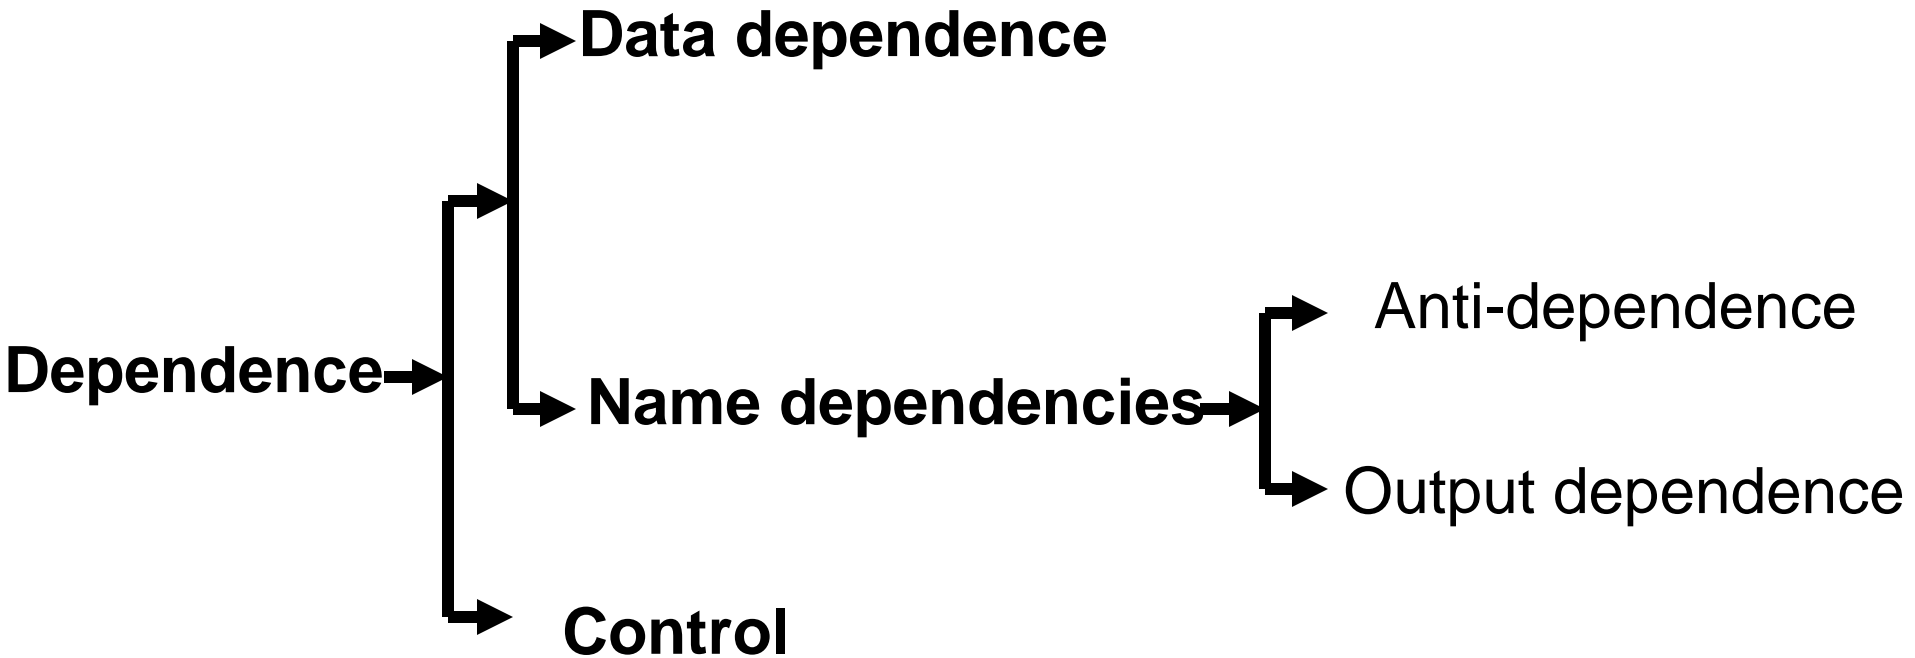 Data dependence
Anti-dependence
Dependence
Name dependencies
Output dependence
Control